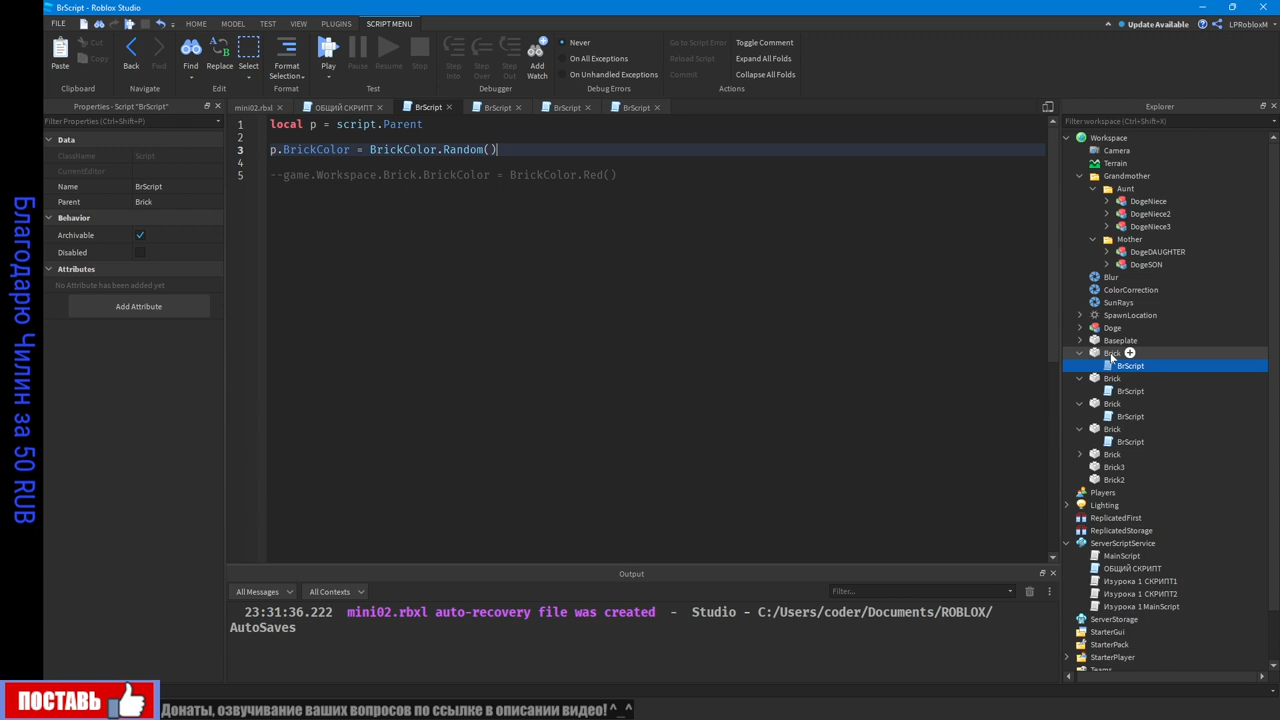 BrScript - Roblox Studio
FILE
HOME
MODEL
TEST
VIEW
PLUGINS
SCRIPT MENU
Update Available
LPRobloxM
Paste
Cut
Copy
Clipboard
Back
Find
Navigate
Find
Replace
Select
Edit
Format
Selection
Format
Play
Pause
Resume
Stop
Test
Step
Into
Step
Over
Step
Out
Add
Watch
Debugger
Never
On All Exceptions
On Unhandled Exceptions
Debug Errors
Go to Script Error
Reload Script
Commit
Toggle Comment
Expand All Folds
Collapse All Folds
Actions
Properties - Script "BrScript"
Filter Properties (Ctrl+Shift+P)
Data
ClassName Script
CurrentEditor
Name BrScript
Parent Brick
Behavior
Archivable
Disabled
Attributes
No Attribute has been added yet
Add Attribute
mini02.rbxl
ОБЩИЙ СКРИПТ
BrScript
BrScript
BrScript
BrScript
1 local p = script.Parent
2
3 p.BrickColor = BrickColor.Random()
4
5 --game.Workspace.Brick.BrickColor = BrickColor.Red()
Output
All Messages
All Contexts
Filter...
23:31:36.222 mini02.rbxl auto-recovery file was created - Studio - C:/Users/coder/Documents/ROBLOX/
AutoSaves
Explorer
Filter workspace (Ctrl+Shift+X)
Workspace
Camera
Terrain
Grandmother
Aunt
DogeNiece
DogeNiece2
DogeNiece3
Mother
DogeDAUGHTER
DogeSON
Blur
ColorCorrection
SunRays
SpawnLocation
Doge
Baseplate
Brick
BrScript
Brick
BrScript
Brick
BrScript
Brick
BrScript
Brick
Brick3
Brick2
Players
Lighting
ReplicatedFirst
ReplicatedStorage
ServerScriptService
MainScript
ОБЩИЙ СКРИПТ
Из урока 1 СКРИПТ1
Из урока 1 СКРИПТ2
Из урока 1 MainScript
ServerStorage
StarterGui
StarterPack
StarterPlayer
Teams
Благодарю Чилин за 50 RUB
ПОСТАВЬ
Донаты, озвучивание ваших вопросов по ссылке в описании видео! ^_^